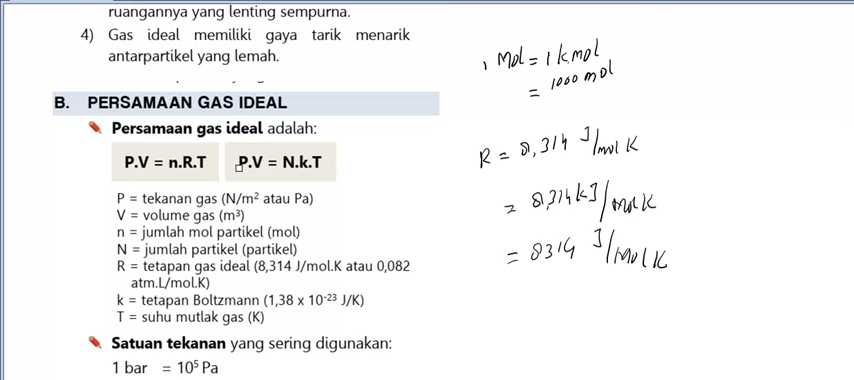 ruangannya yang lenting sempurna.
4) Gas ideal memiliki gaya tarik menarik
antarpartikel yang lemah.
B. PERSAMAAN GAS IDEAL
Persamaan gas ideal adalah:
P.V = n.R.T P.V = N.k.T
P = tekanan gas (N/m² atau Pa)
V = volume gas (m³)
n = jumlah mol partikel (mol)
N = jumlah partikel (partikel)
R = tetapan gas ideal (8,314 J/mol.K atau 0,082
atm.L/mol.K)
k = tetapan Boltzmann (1,38 x 10⁻²³ J/K)
T = suhu mutlak gas (K)
Satuan tekanan yang sering digunakan:
1 bar = 10⁵ Pa
Mol = 1 k mol
= 1000 mol
R = 8,314 J/mol K
= 8,314 kJ/Mol K
= 8314 J/Mol K